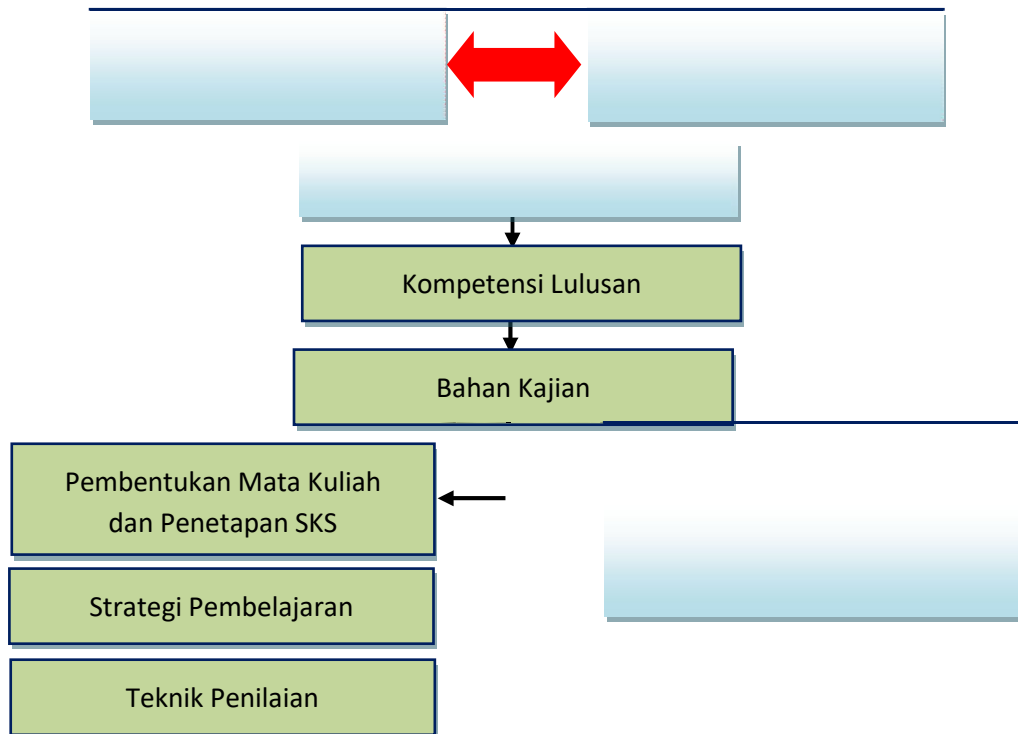 Kompetensi Lulusan
Bahan Kajian
Pembentukan Mata Kuliah
dan Penetapan SKS
Strategi Pembelajaran
Teknik Penilaian